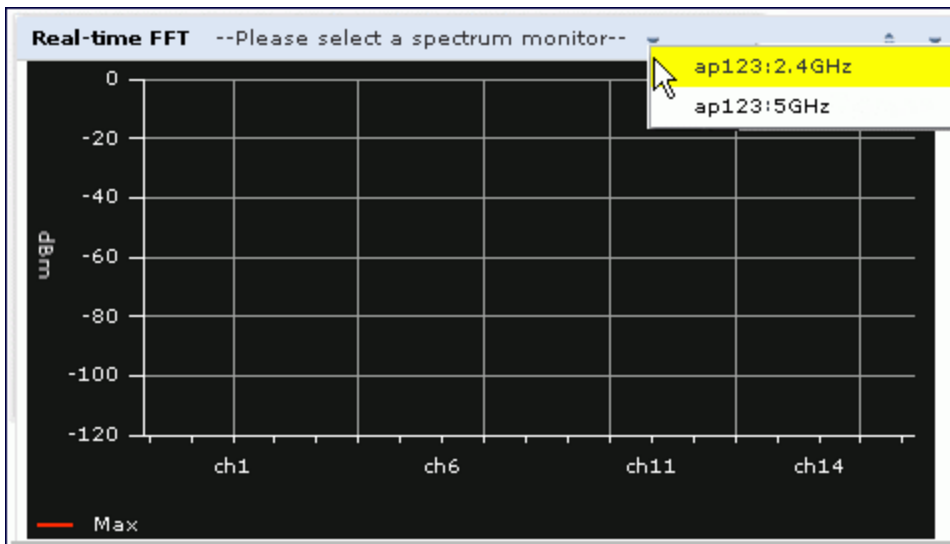 Real-time FFT --Please select a spectrum monitor--
ap123:2.4GHz
ap123:5GHz
0
-20
-40
-60
-80
-100
-120
dBm
ch1 ch6 ch11 ch14
Max